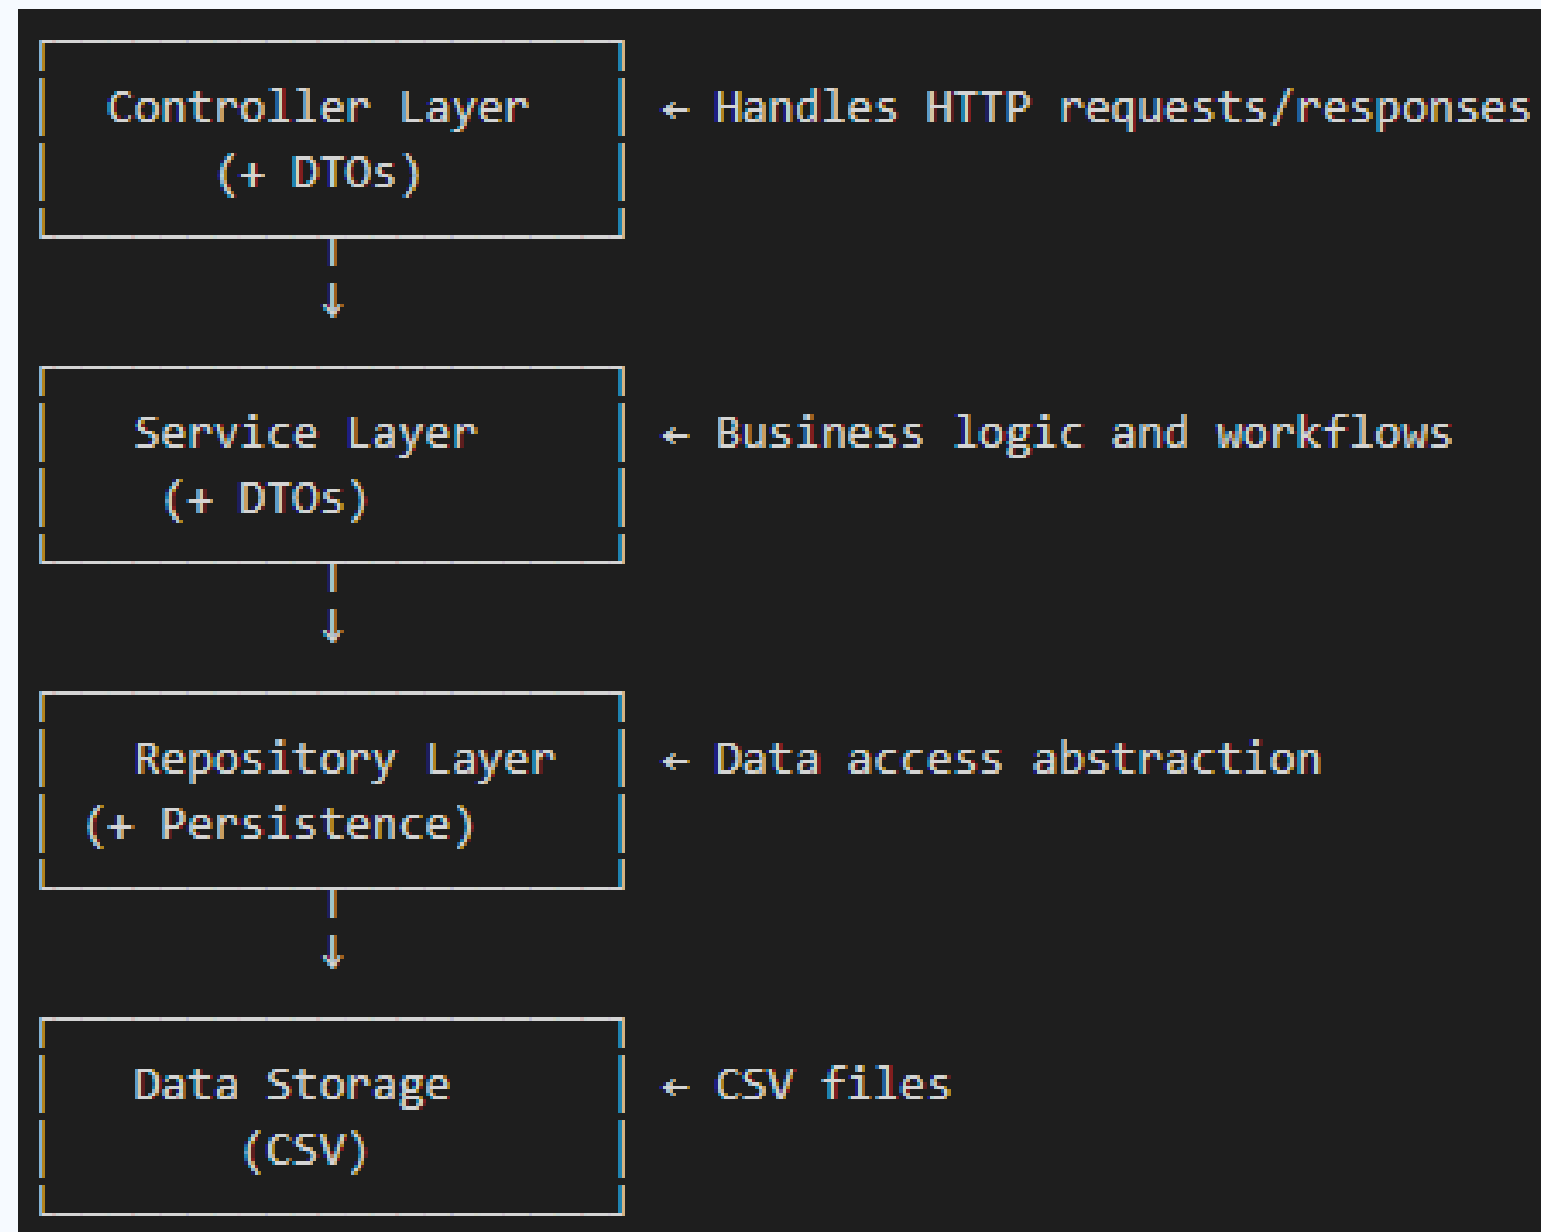 Controller Layer ← Handles HTTP requests/responses
(+ DTOs)
↓
Service Layer ← Business logic and workflows
(+ DTOs)
↓
Repository Layer ← Data access abstraction
(+ Persistence)
↓
Data Storage ← CSV files
(CSV)